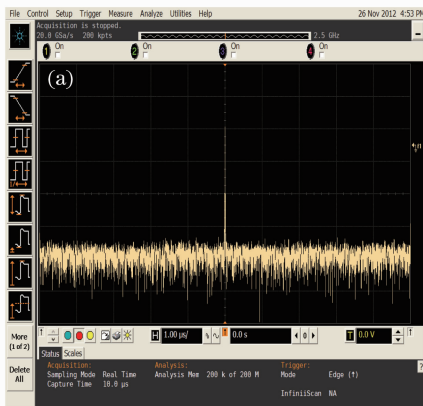 File Control Setup Trigger Measure Analyze Utilities Help 26 Nov 2012 4:53 P
Acquisition is stopped.
20.0 GSa/s 200 kpts 2.5 GHz
1 On 2 On 3 On 4 On
(a)
More
(1 of 2)
Delete
All
H 1.00 µs/ 0.0 s 0 T 0.0 V
Status Scales
Acquisition: Analysis: Trigger:
Sampling Mode Real Time Analysis Mem 200 k of 200 M Mode Edge (↑)
Capture Time 10.0 µs
InfiniiScan NA